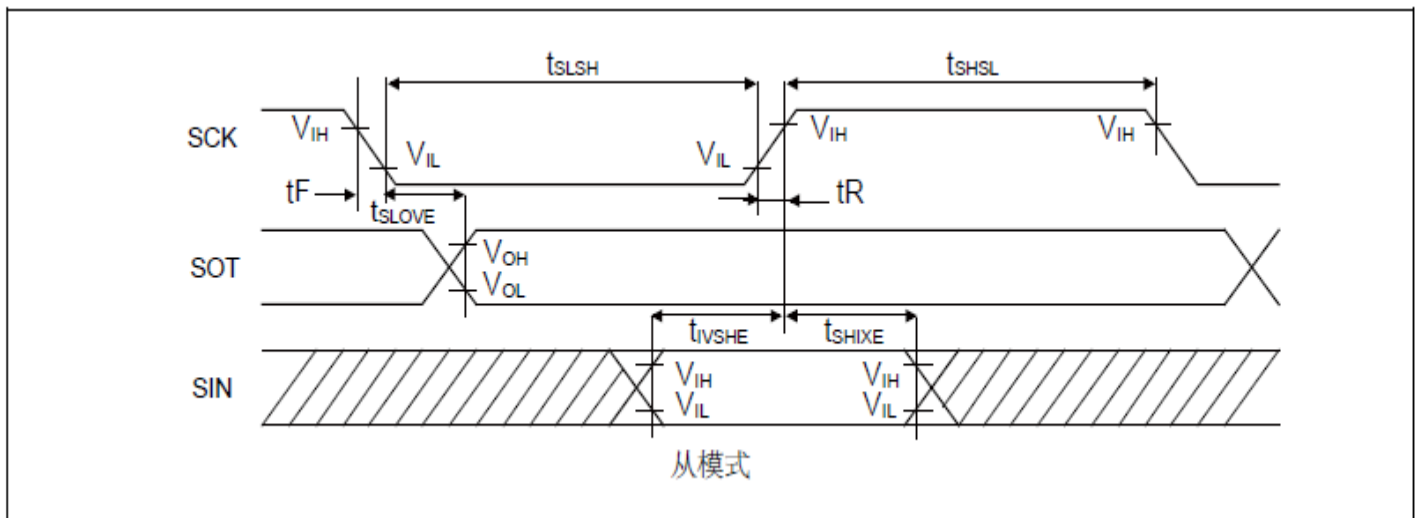 tSLSH tSHSL
SCK VIH VIL VIL VIH VIH
tF tSLOVE tR
SOT VOH
VOL
tIVSHE tSHIXE
SIN VIH VIH
VIL VIL
从模式